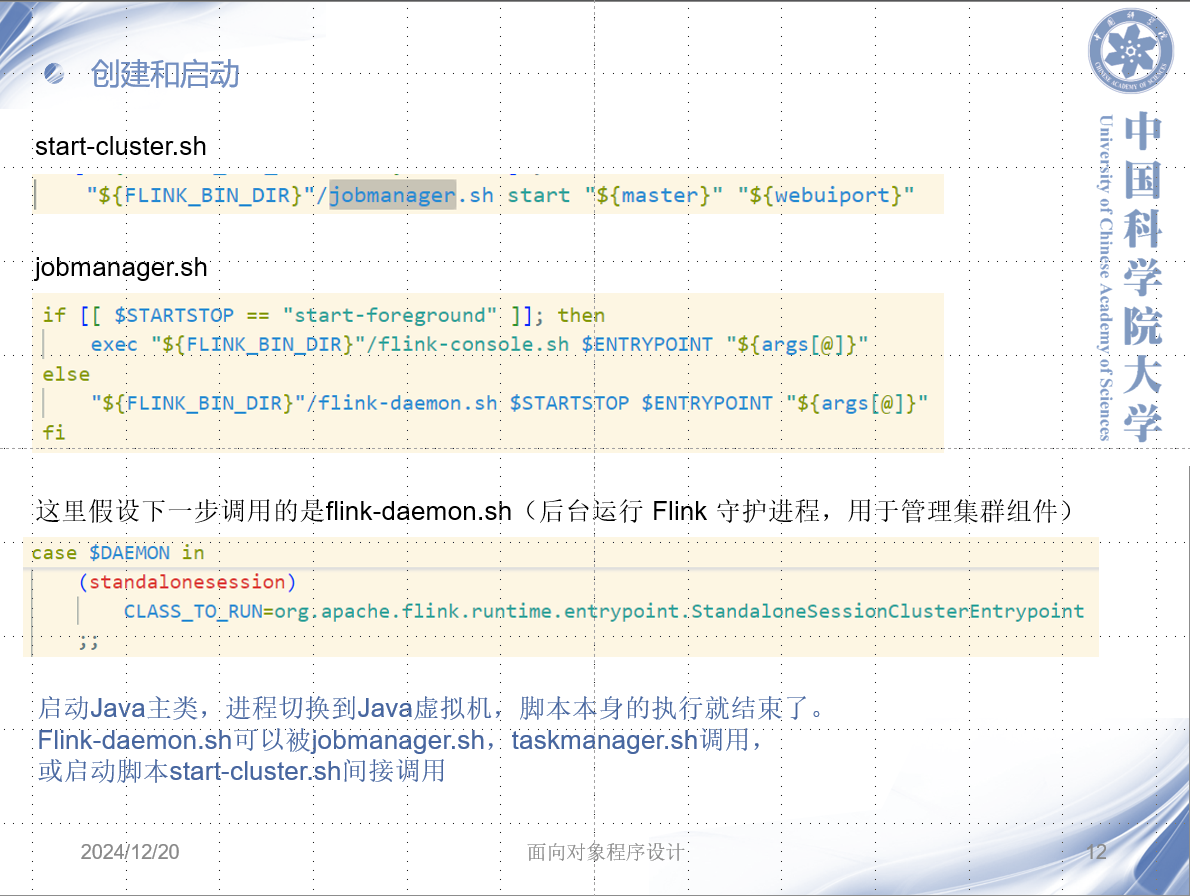 创建和启动
start-cluster.sh
"${FLINK_BIN_DIR}"/jobmanager.sh start "${master}" "${webuiport}"
jobmanager.sh
if [[ $STARTSTOP == "start-foreground" ]]; then
exec "${FLINK_BIN_DIR}"/flink-console.sh $ENTRYPOINT "${args[@]}"
else
"${FLINK_BIN_DIR}"/flink-daemon.sh $STARTSTOP $ENTRYPOINT "${args[@]}"
fi
这里假设下一步调用的是flink-daemon.sh（后台运行 Flink 守护进程，用于管理集群组件）
case $DAEMON in
(standalonesession)
CLASS_TO_RUN=org.apache.flink.runtime.entrypoint.StandaloneSessionClusterEntrypoint
;;
启动Java主类，进程切换到Java虚拟机，脚本本身的执行就结束了。
Flink-daemon.sh可以被jobmanager.sh，taskmanager.sh调用，
或启动脚本start-cluster.sh间接调用
2024/12/20
面向对象程序设计
12
中国科学院大学
University of Chinese Academy of Sciences